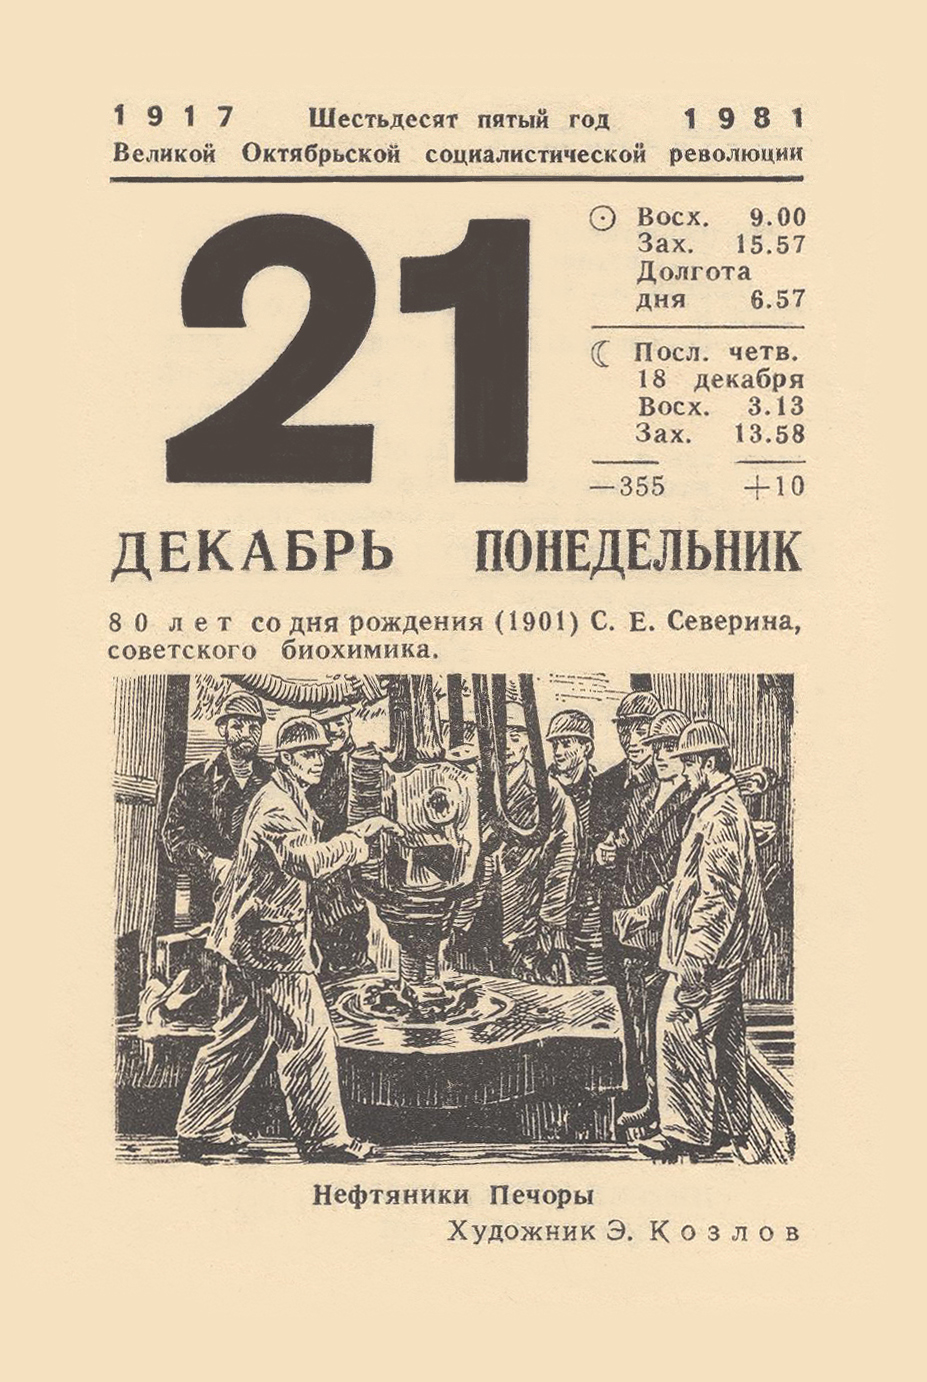 1917 Шестьдесят пятый год 1981
Великой Октябрьской социалистической революции
21
Восх. 9.00
Зах. 15.57
Долгота
дня 6.57
Посл. четв.
18 декабря
Восх. 3.13
Зах. 13.58
—355 +10
ДЕКАБРЬ ПОНЕДЕЛЬНИК
80 лет со дня рождения (1901) С. Е. Северина,
советского биохимика.
Нефтяники Печоры
Художник Э. Козлов